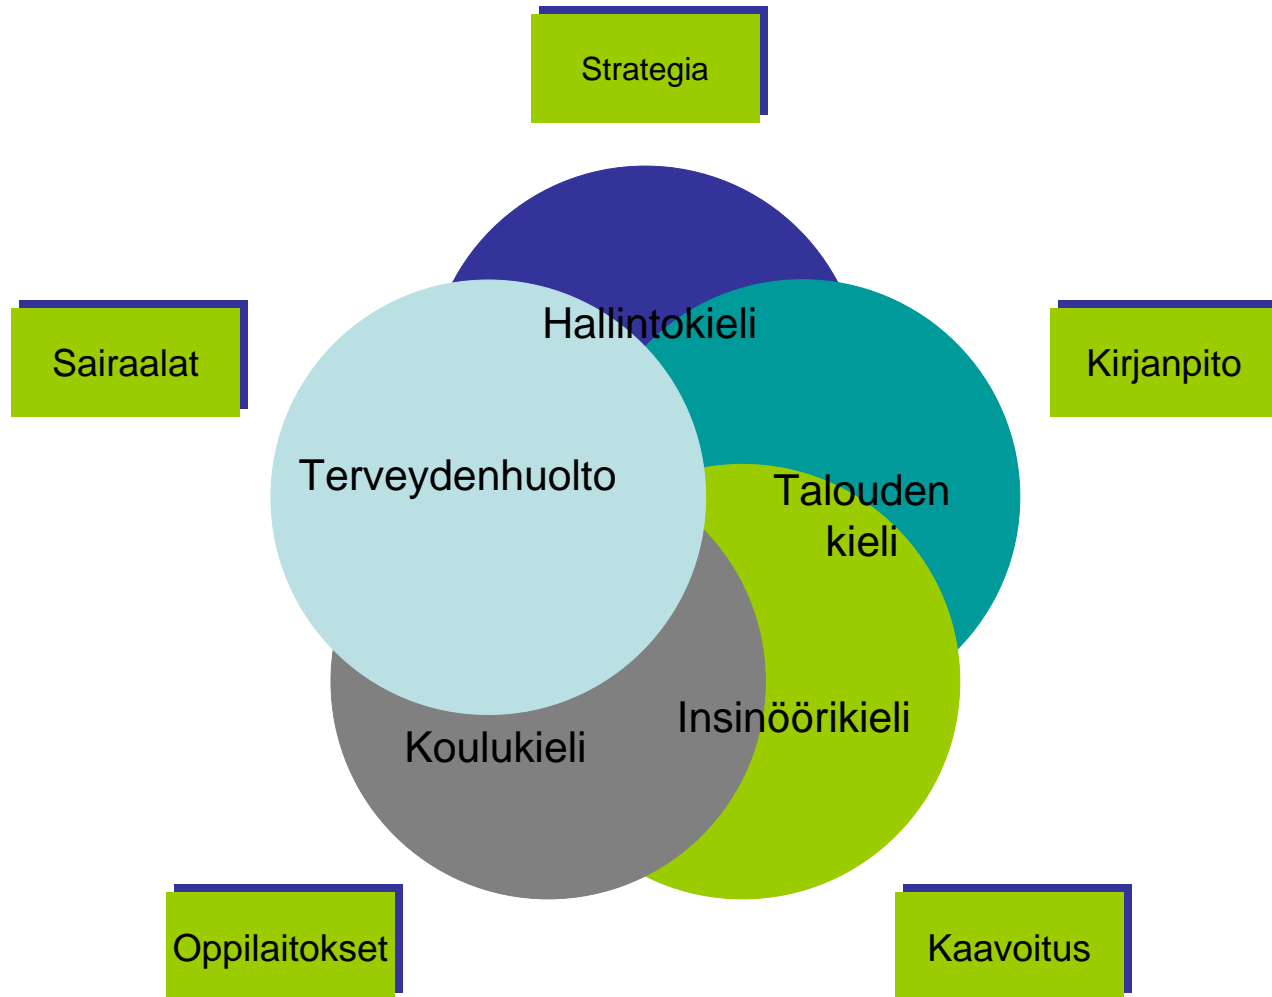 Strategia
Hallintokieli
Sairaalat
Kirjanpito
Terveydenhuolto
Talouden
kieli
Insinöörikieli
Koulukieli
Oppilaitokset
Kaavoitus